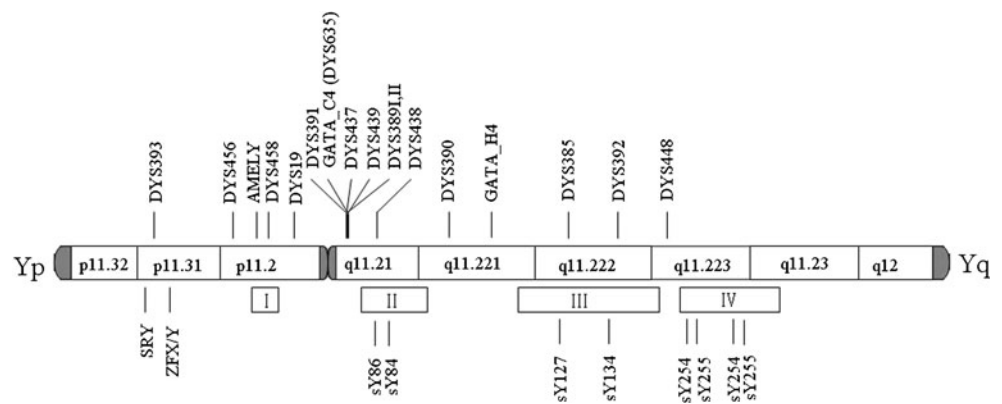 DYS393
DYS456
AMELY
DYS458
DYS19
DYS391
GATA_C4 (DYS635)
DYS437
DYS439
DYS389I,II
DYS438
DYS390
GATA_H4
DYS385
DYS392
DYS448
Yp p11.32 p11.31 p11.2 q11.21 q11.221 q11.222 q11.223 q11.23 q12 Yq
I II III IV
SRY
ZFX/Y
sY86
sY84
sY127
sY134
sY254
sY255
sY254
sY255